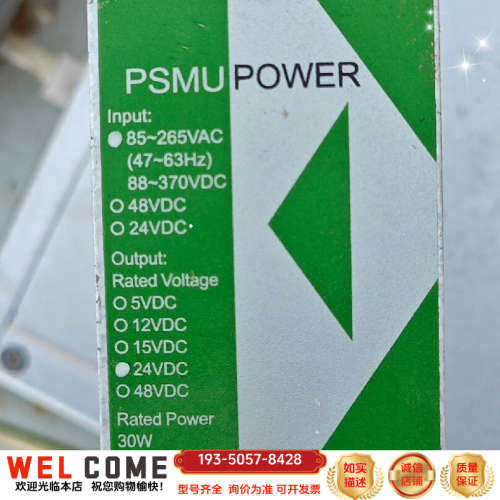 PSMU POWER
Input:
85~265VAC
(47~63Hz)
88~370VDC
48VDC
24VDC
Output:
Rated Voltage
5VDC
12VDC
15VDC
24VDC
48VDC
Rated Power
30W
WEL COME
欢迎光临本店 祝您购物愉快!
193-5057-8428
型号齐全 询价为准 可开发票
如实
描述
诚信
店铺
质量
保证